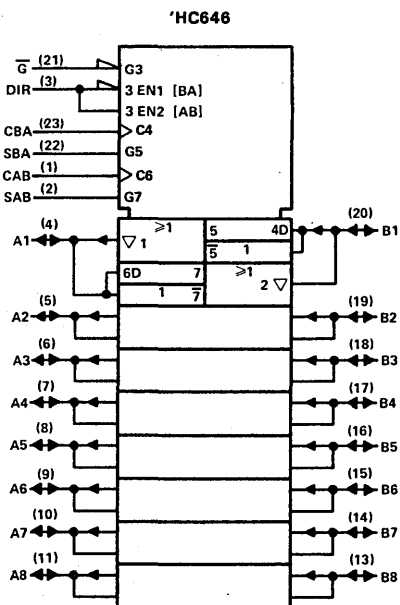 'HC646
G̅ (21) G3
DIR (3) 3 EN1 [BA]
3 EN2 [AB]
CBA (23) C4
SBA (22) G5
CAB (1) C6
SAB (2) G7
A1 (4) ≥1 ▽ 1 5 4D (20) B1
5̅ 1
6D 7 ≥1 2 ▽
1 7̅
A2 (5) (19) B2
A3 (6) (18) B3
A4 (7) (17) B4
A5 (8) (16) B5
A6 (9) (15) B6
A7 (10) (14) B7
A8 (11) (13) B8